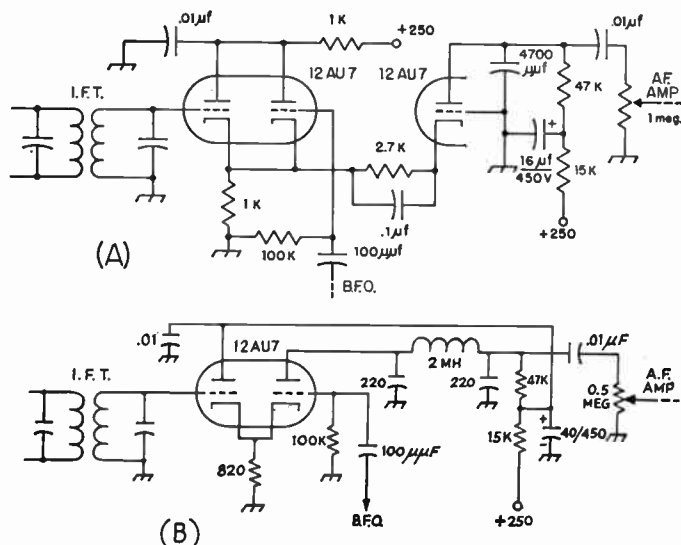 .01µf
1K
+250
I.F.T.
12AU7
12AU7
4700
µµf
.01µf
47K
A.F.
AMP
1 meg.
2.7K
16µf
450V
+
15K
1K
.1µf
+250
100K
100µµf
B.F.O.
(A)
.01
12AU7
I.F.T.
2MH
.01µF
220
220
47K
A.F.
AMP
0.5
MEG
100K
100µµF
15K
+
-
40/450
820
B.F.O.
+250
(B)